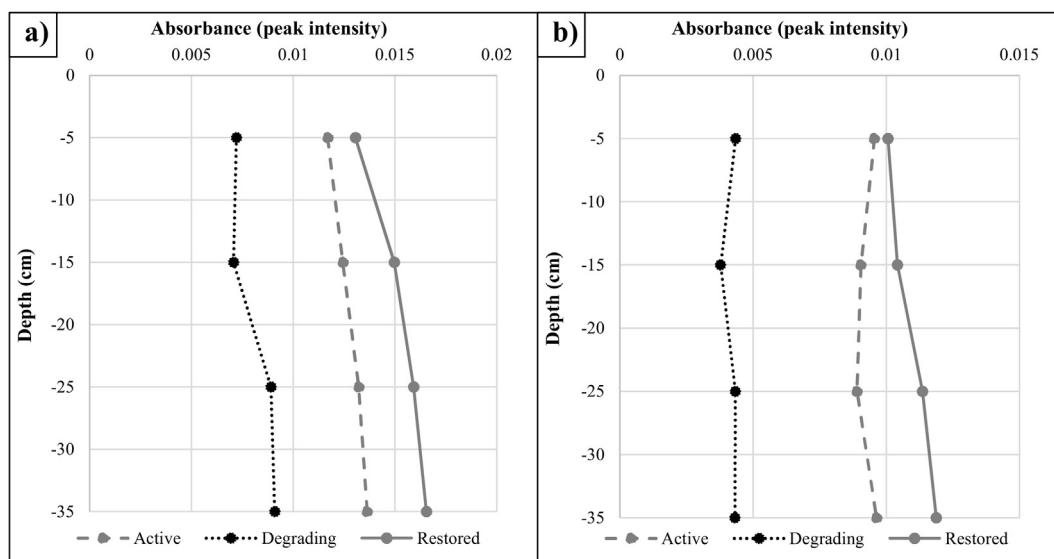 a)
Absorbance (peak intensity)
0 0.005 0.01 0.015 0.02
0
-5
-10
-15
-20
-25
-30
-35
Depth (cm)
Active Degrading Restored
b)
Absorbance (peak intensity)
0 0.005 0.01 0.015
0
-5
-10
-15
-20
-25
-30
-35
Depth (cm)
Active Degrading Restored